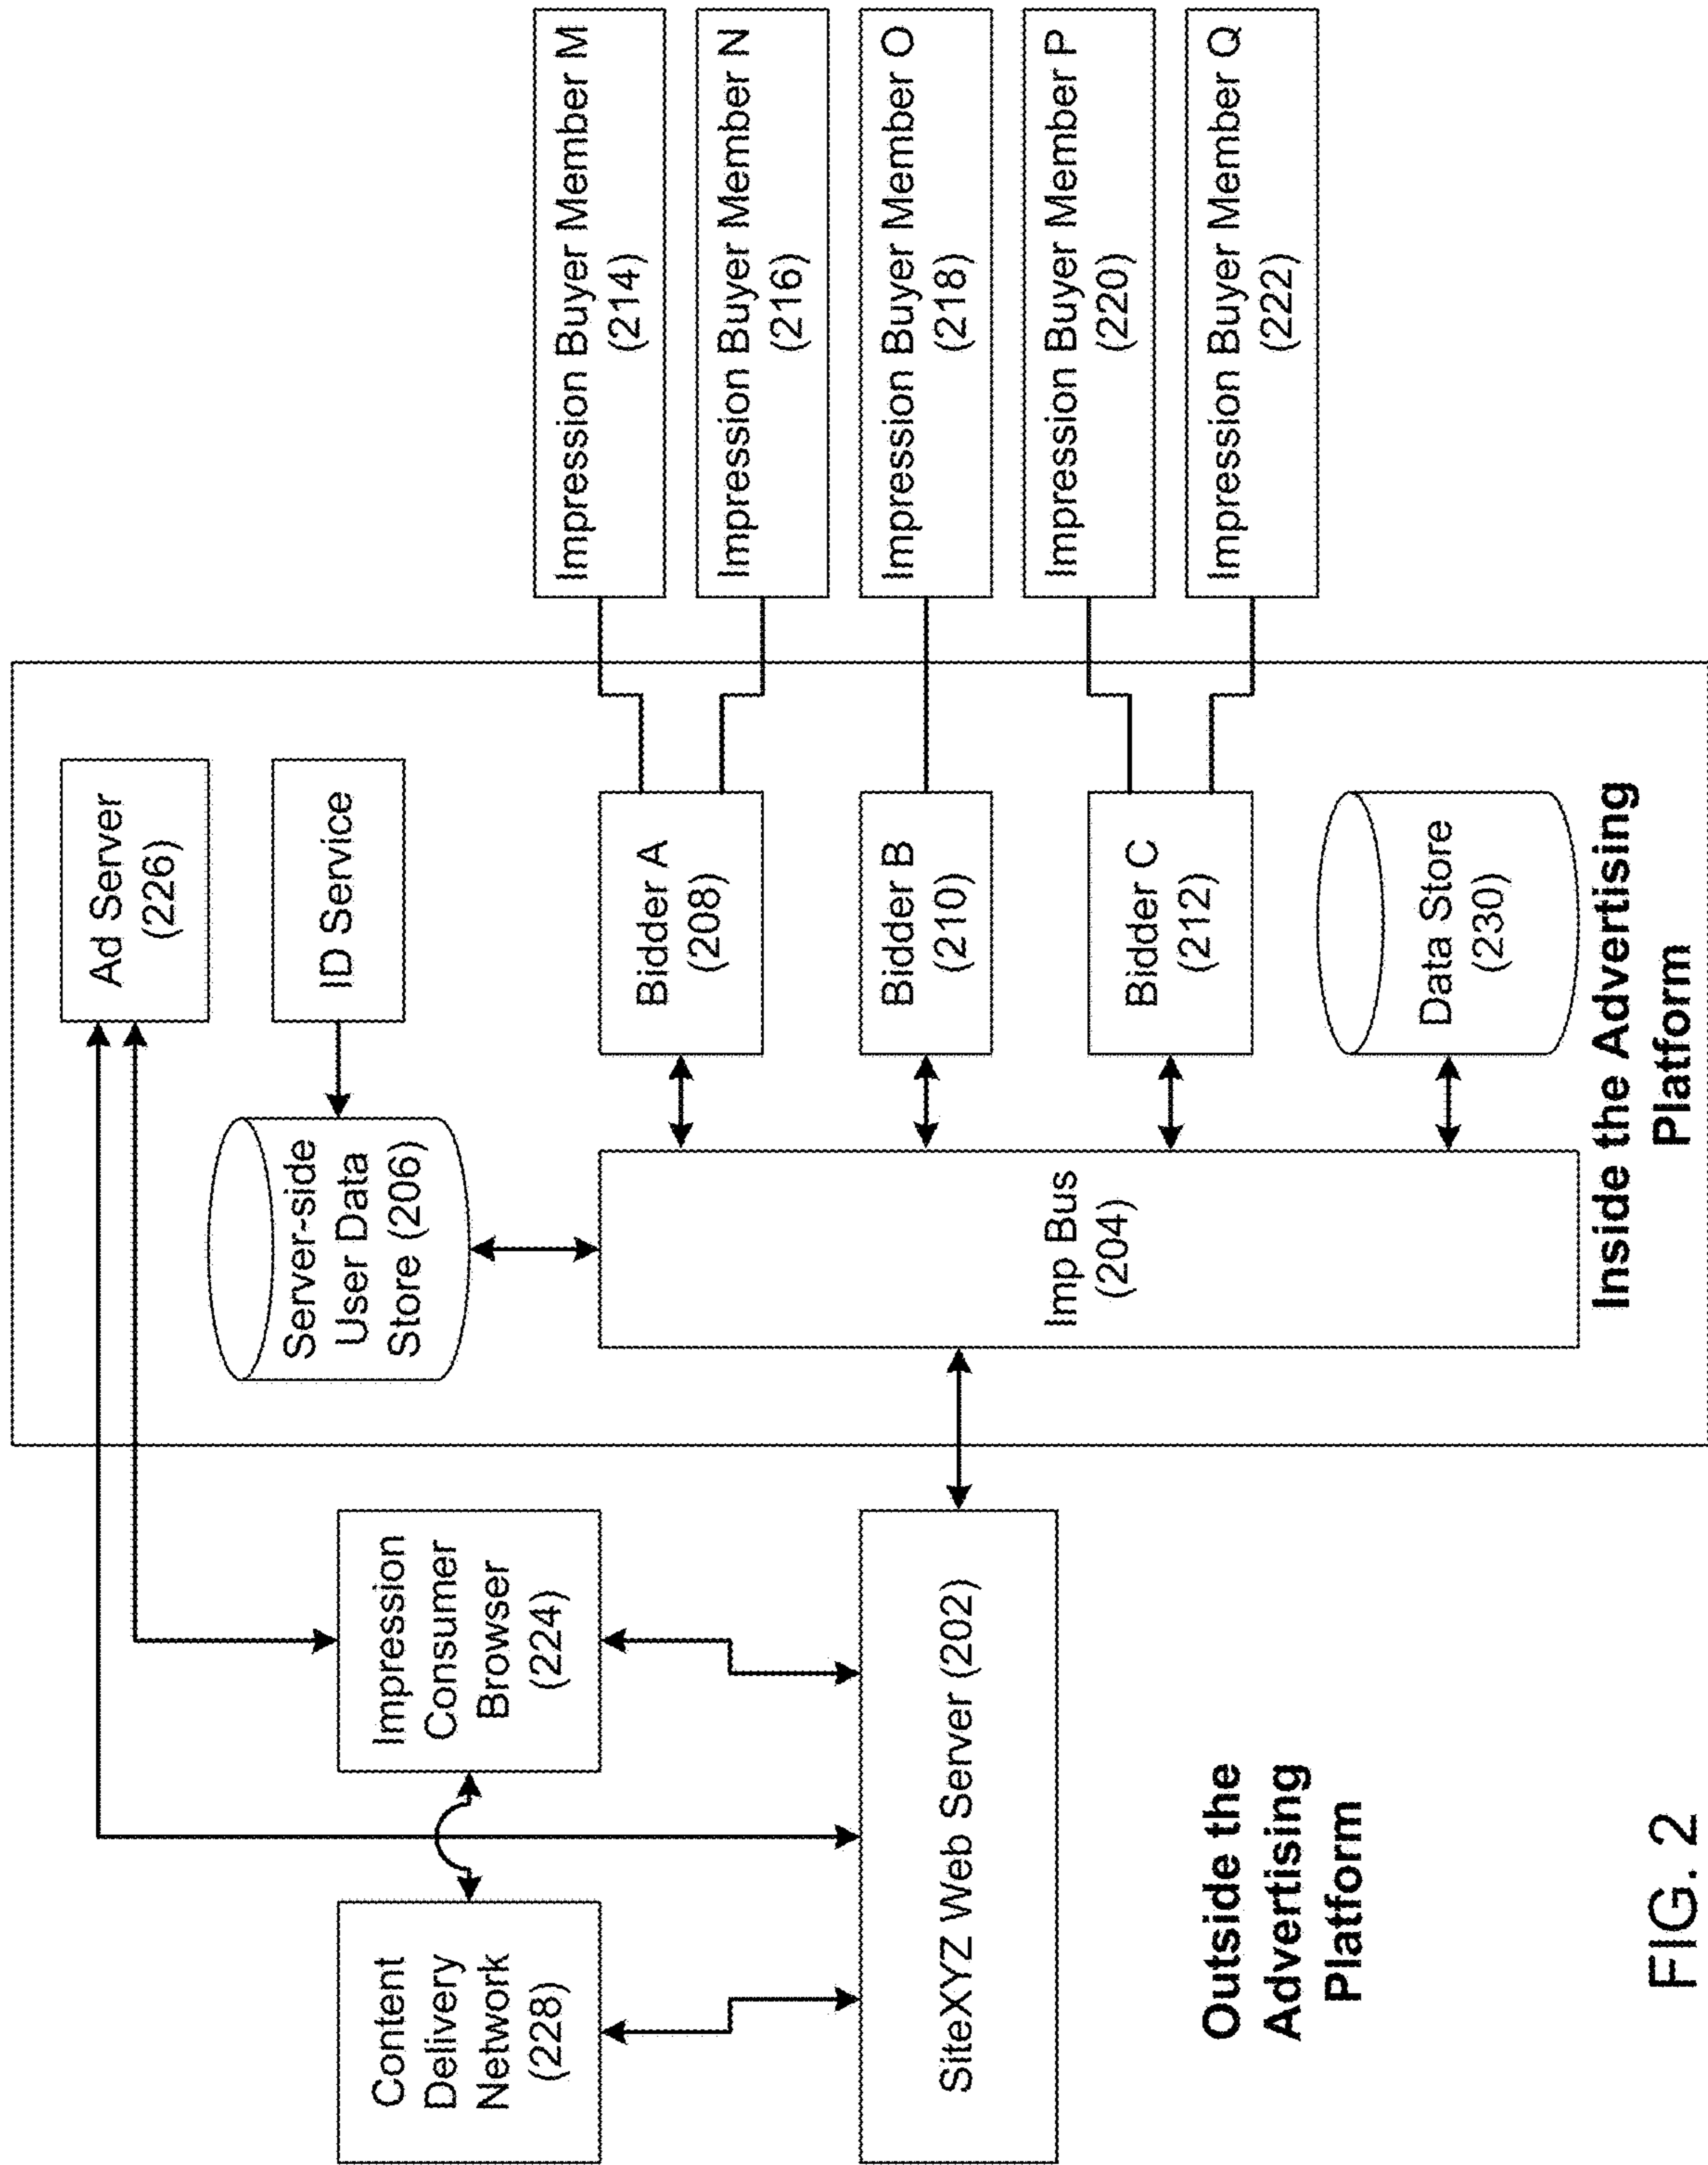 Ad Server
(226)
ID Service
Server-side
User Data
Store (206)
Impression
Consumer
Browser
(224)
Content
Delivery
Network
(228)
Bidder A
(208)
Bidder B
(210)
Bidder C
(212)
Data Store
(230)
Imp Bus
(204)
SiteXYZ Web Server (202)
Impression Buyer Member M
(214)
Impression Buyer Member N
(216)
Impression Buyer Member O
(218)
Impression Buyer Member P
(220)
Impression Buyer Member Q
(222)
Outside the
Advertising
Platform
Inside the Advertising
Platform
FIG. 2